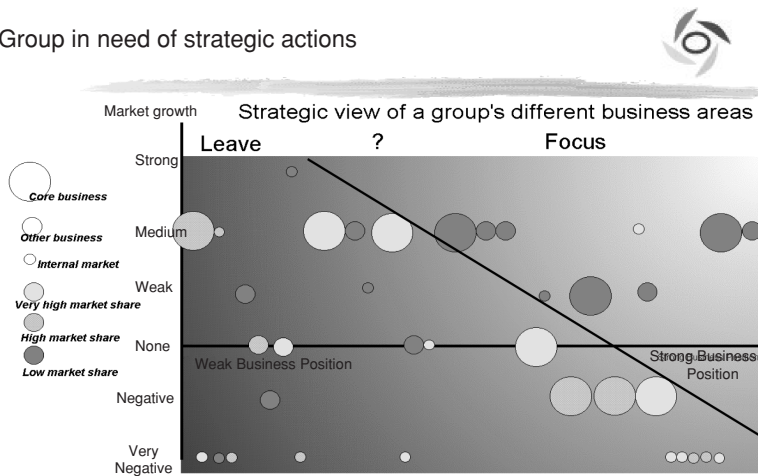 Group in need of strategic actions
Market growth
Strategic view of a group's different business areas
Leave
?
Focus
Strong
Core business
Medium
Other business
Internal market
Weak
Very high market share
High market share
None
Low market share
Weak Business Position
Strong Business
Position
Negative
Very
Negative